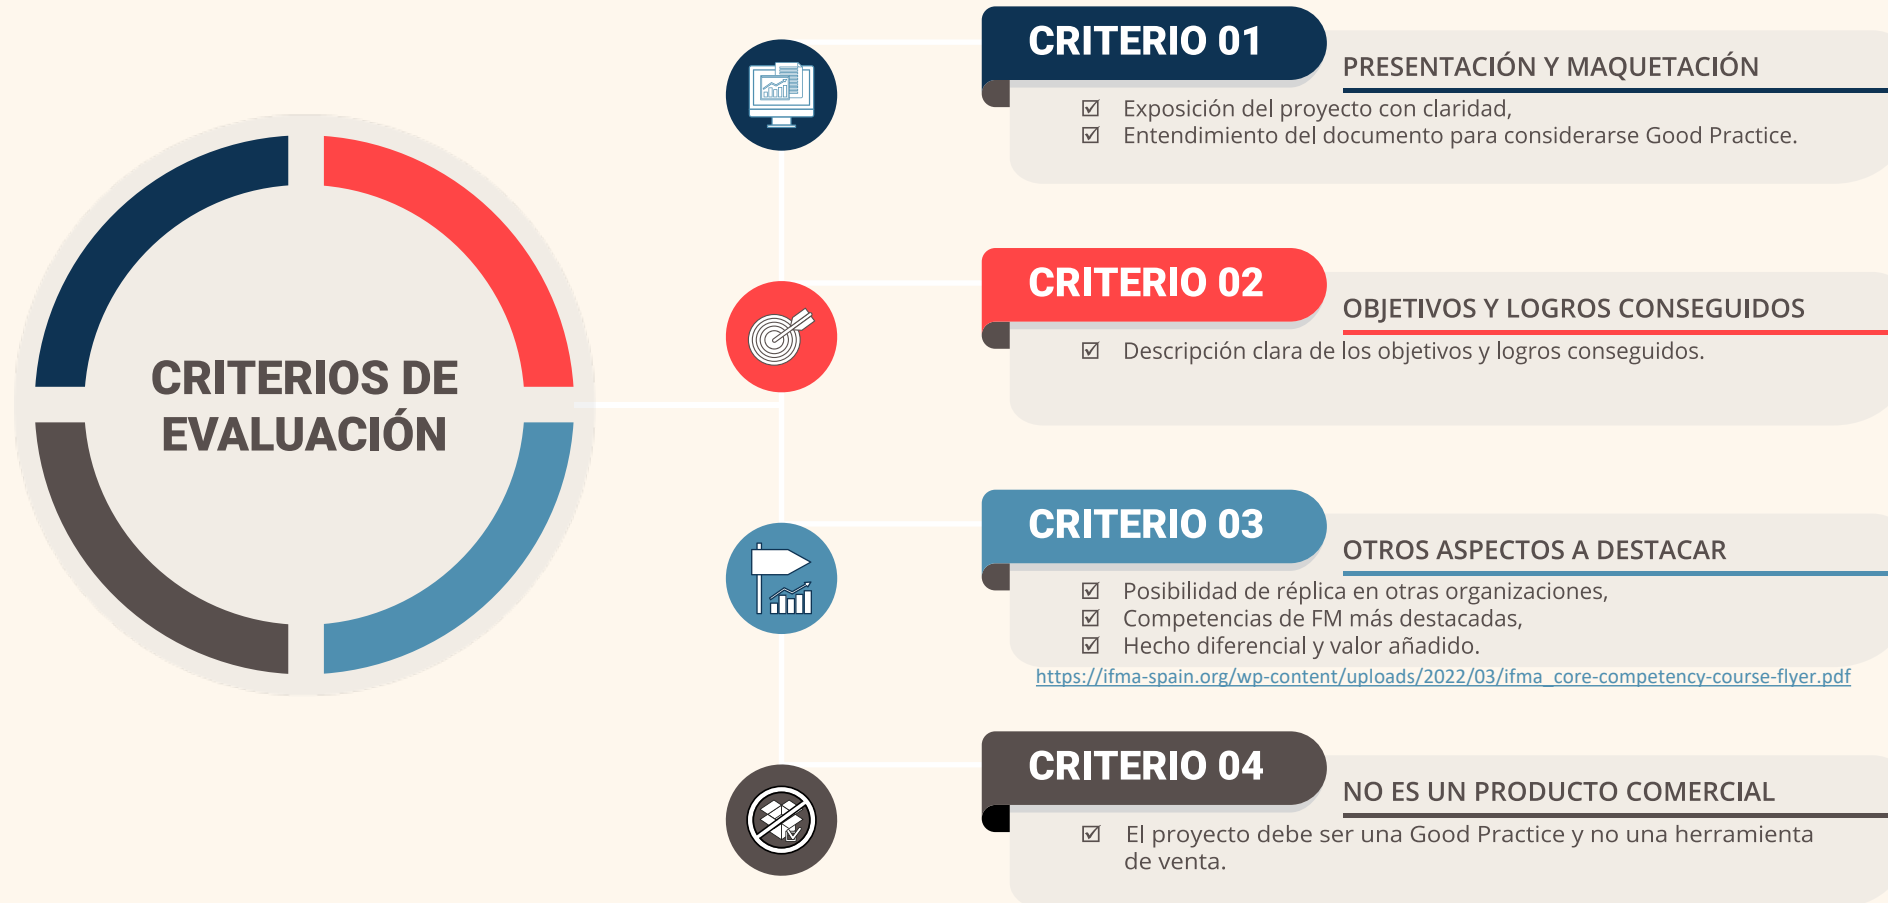 CRITERIOS DE
EVALUACIÓN
CRITERIO 01
PRESENTACIÓN Y MAQUETACIÓN
☑ Exposición del proyecto con claridad,
☑ Entendimiento del documento para considerarse Good Practice.
CRITERIO 02
OBJETIVOS Y LOGROS CONSEGUIDOS
☑ Descripción clara de los objetivos y logros conseguidos.
CRITERIO 03
OTROS ASPECTOS A DESTACAR
☑ Posibilidad de réplica en otras organizaciones,
☑ Competencias de FM más destacadas,
☑ Hecho diferencial y valor añadido.
https://ifma-spain.org/wp-content/uploads/2022/03/ifma_core-competency-course-flyer.pdf
CRITERIO 04
NO ES UN PRODUCTO COMERCIAL
☑ El proyecto debe ser una Good Practice y no una herramienta
de venta.